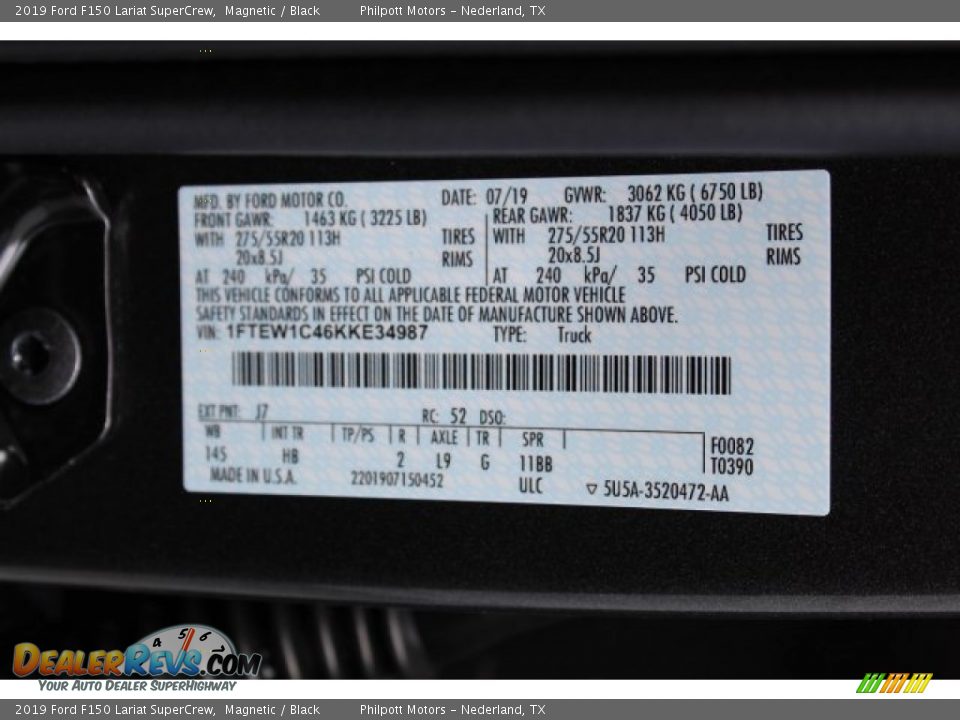 2019 Ford F150 Lariat SuperCrew, Magnetic / Black Philpott Motors - Nederland, TX
MFD. BY FORD MOTOR CO. DATE: 07/19 GVWR: 3062 KG ( 6750 LB)
FRONT GAWR: 1463 KG ( 3225 LB) REAR GAWR: 1837 KG ( 4050 LB)
WITH 275/55R20 113H TIRES WITH 275/55R20 113H TIRES
20x8.5J RIMS 20x8.5J RIMS
AT 240 kPa/ 35 PSI COLD AT 240 kPa/ 35 PSI COLD
THIS VEHICLE CONFORMS TO ALL APPLICABLE FEDERAL MOTOR VEHICLE
SAFETY STANDARDS IN EFFECT ON THE DATE OF MANUFACTURE SHOWN ABOVE.
VIN: 1FTEW1C46KKE34987 TYPE: Truck
EXT PNT: J7 RC: 52 DSO:
WB INT TR TP/PS R AXLE TR SPR
145 HB 2 L9 G 11BB
F0082
T0390
MADE IN U.S.A. 2201907150452 ULC ▽ 5U5A-3520472-AA
4 5 6
DEALERREVS.COM
YOUR AUTO DEALER SUPERHIGHWAY
2019 Ford F150 Lariat SuperCrew, Magnetic / Black Philpott Motors - Nederland, TX